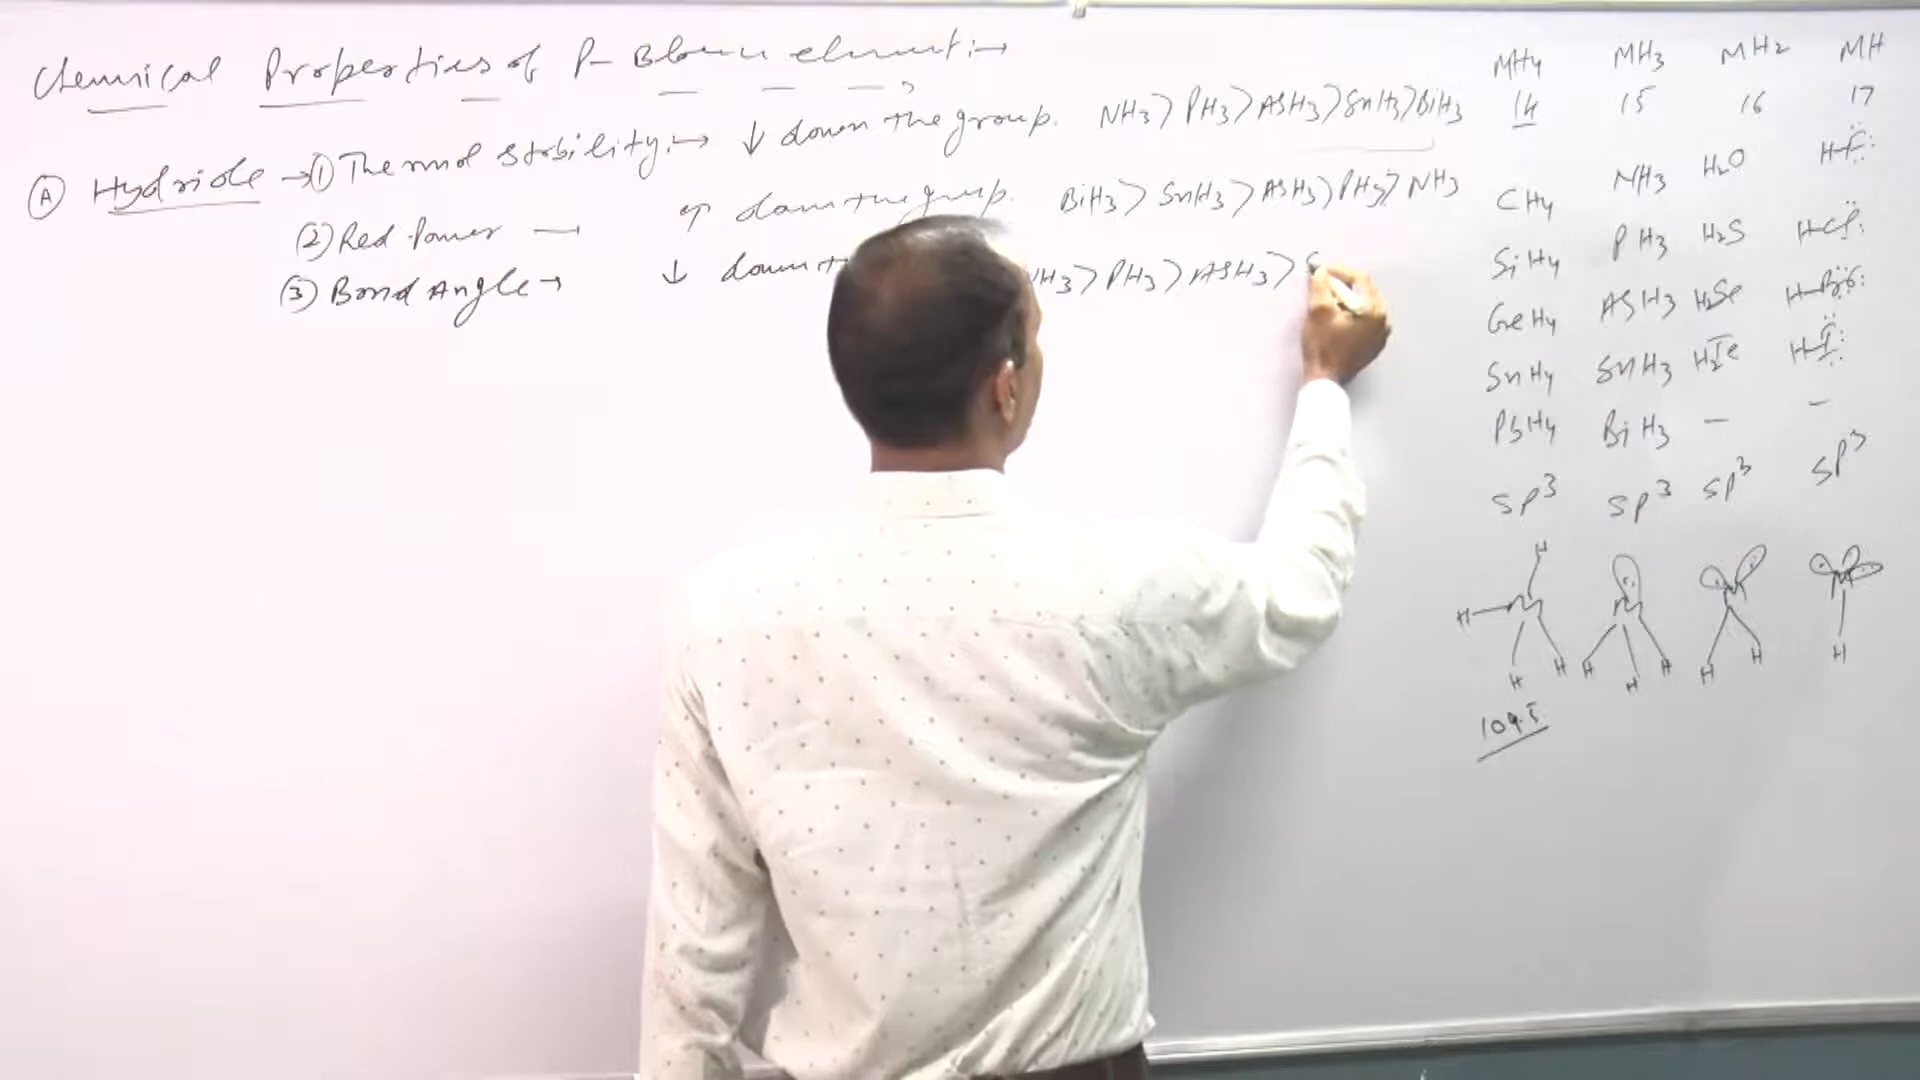 Chemical Properties of P-Block element :→
(A) Hydride → (1) Thermal Stability :→ ↓ down the group. NH3 > PH3 > ASH3 > SnH3 > BiH3
(2) Red. Power — ↑ down the group. BiH3 > SnH3 > ASH3 > PH3 > NH3
(3) Bond Angle → ↓ down NH3 > PH3 > ASH3 > S
MH4 MH3 MH2 MH
14 15 16 17
CH4 NH3 H2O H-F
SiH4 PH3 H2S H-Cl
GeH4 ASH3 H2Se H-Br
SnH4 SnH3 H2Te H-I
PbH4 BiH3 — —
SP3 SP3 SP3 SP3
H
H M M M M
H H H H H H H H
109.5